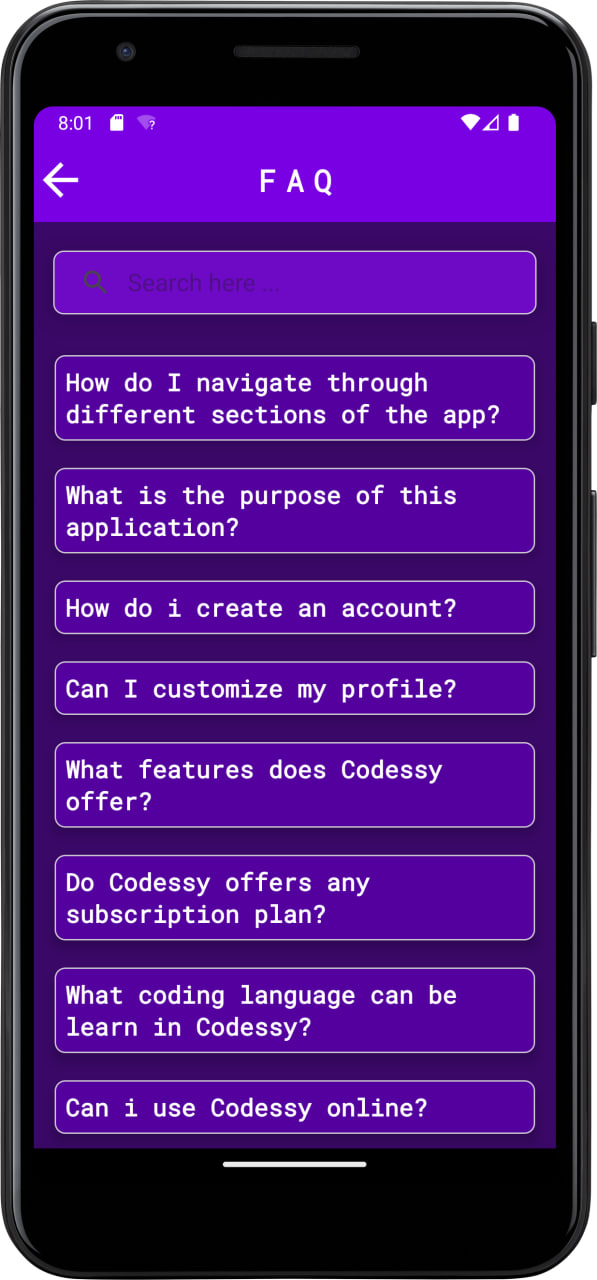 8:01
?
F A Q
Search here ...
How do I navigate through
different sections of the app?
What is the purpose of this
application?
How do i create an account?
Can I customize my profile?
What features does Codessy
offer?
Do Codessy offers any
subscription plan?
What coding language can be
learn in Codessy?
Can i use Codessy online?